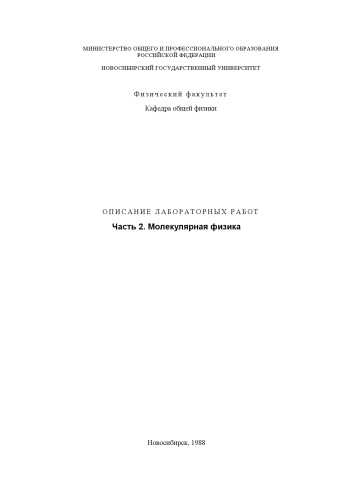 МИНИСТЕРСТВО ОБЩЕГО И ПРОФЕССИОНАЛЬНОГО ОБРАЗОВАНИЯ
РОССИЙСКОЙ ФЕДЕРАЦИИ
НОВОСИБИРСКИЙ ГОСУДАРСТВЕННЫЙ УНИВЕРСИТЕТ
Физический факультет
Кафедра общей физики
ОПИСАНИЕ ЛАБОРАТОРНЫХ РАБОТ
Часть 2. Молекулярная физика
Новосибирск, 1988